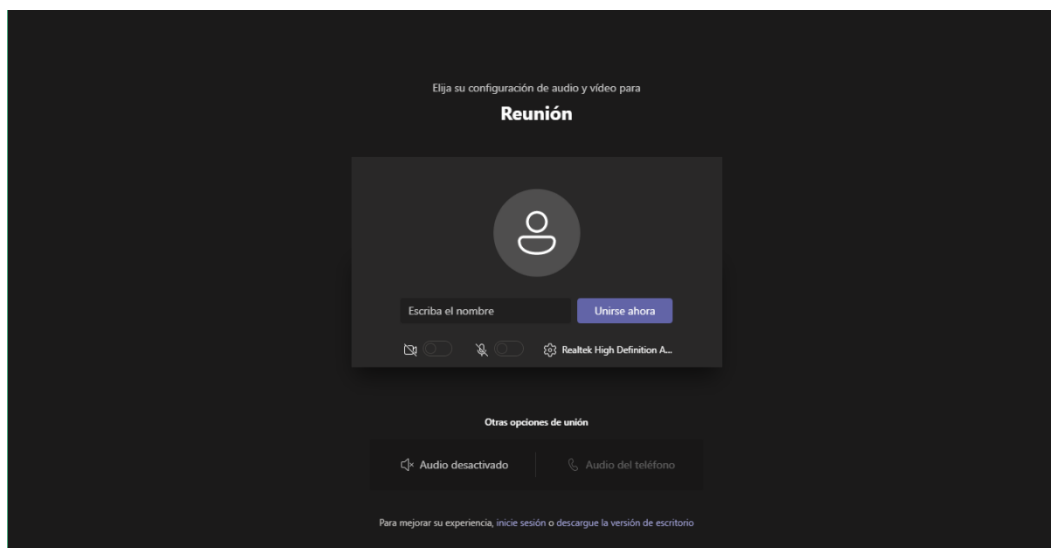 Elija su configuración de audio y vídeo para
Reunión
Escriba el nombre
Unirse ahora
Realtek High Definition A...
Otras opciones de unión
Audio desactivado
Audio del teléfono
Para mejorar su experiencia, inicie sesión o descargue la versión de escritorio